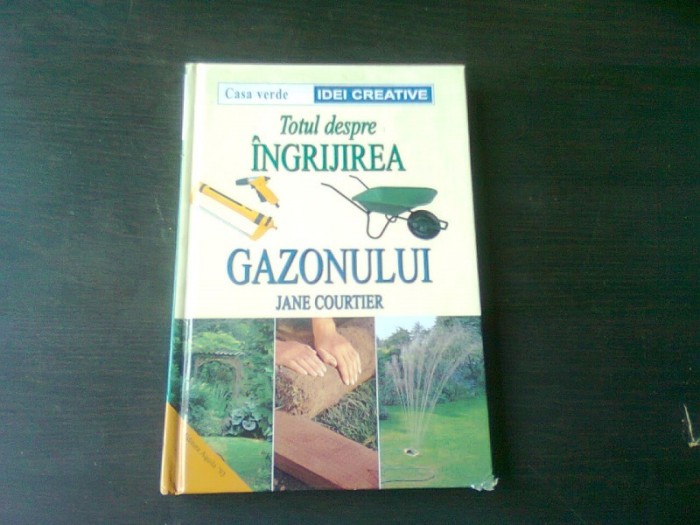 Casa verde IDEI CREATIVE
Totul despre
ÎNGRIJIREA
GAZONULUI
JANE COURTIER